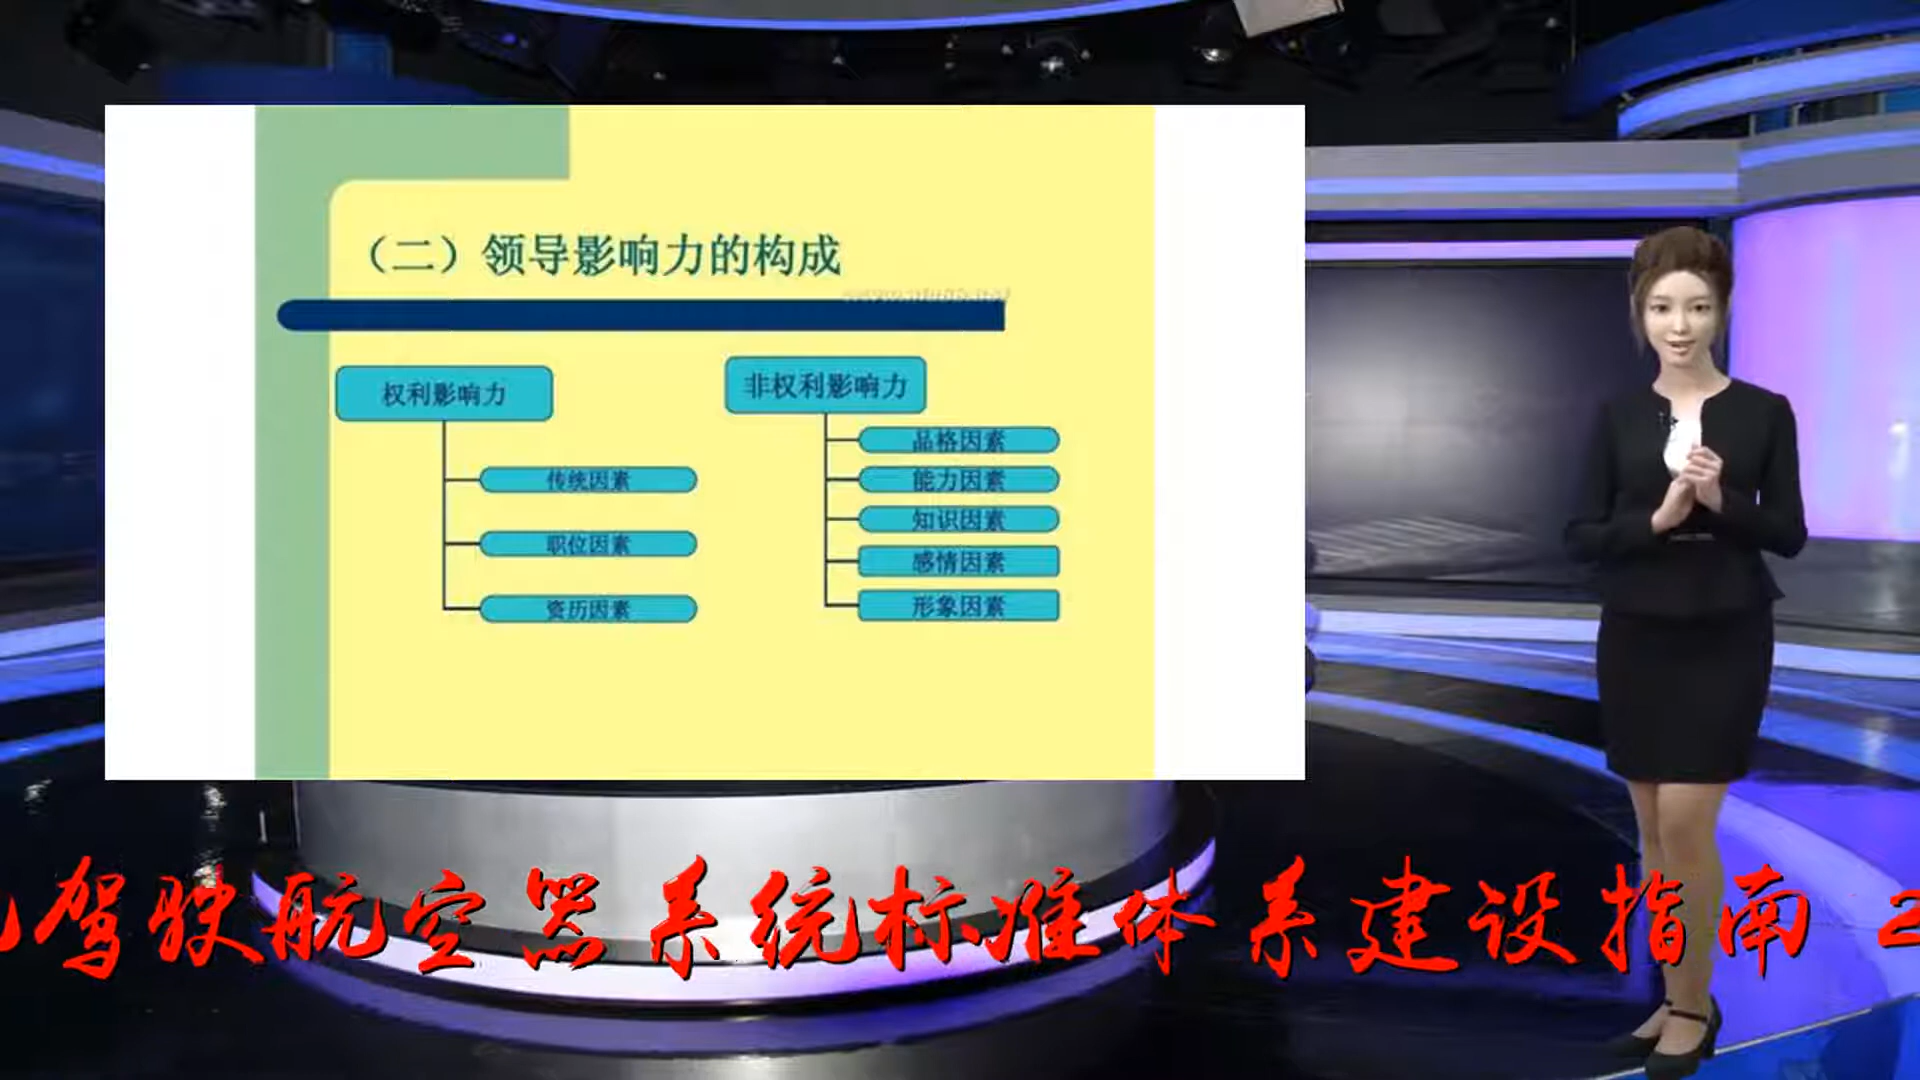 （二）领导影响力的构成
权利影响力
非权利影响力
传统因素
职位因素
资历因素
品格因素
能力因素
知识因素
感情因素
形象因素
驾驶航空器系统标准体系建设指南 2